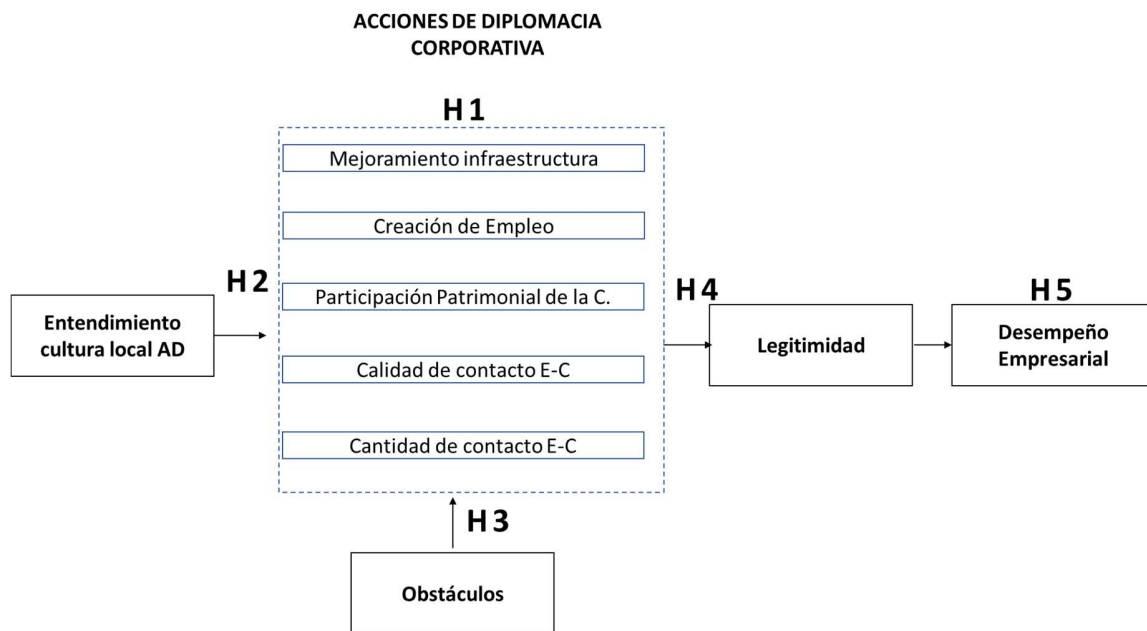 ACCIONES DE DIPLOMACIA
CORPORATIVA
H1
Mejoramiento infraestructura
Creación de Empleo
H2
Participación Patrimonial de la C.
H4
H5
Entendimiento
cultura local AD
Legitimidad
Desempeño
Empresarial
Calidad de contacto E-C
Cantidad de contacto E-C
H3
Obstáculos